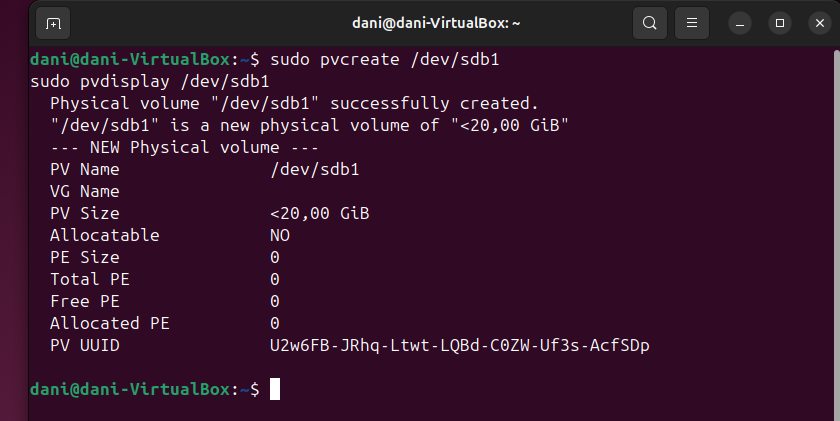 dani@dani-VirtualBox: ~
dani@dani-VirtualBox:~$ sudo pvcreate /dev/sdb1
sudo pvdisplay /dev/sdb1
  Physical volume "/dev/sdb1" successfully created.
  "/dev/sdb1" is a new physical volume of "<20,00 GiB"
  --- NEW Physical volume ---
  PV Name               /dev/sdb1
  VG Name
  PV Size               <20,00 GiB
  Allocatable           NO
  PE Size               0
  Total PE              0
  Free PE               0
  Allocated PE          0
  PV UUID               U2w6FB-JRhq-Ltwt-LQBd-C0ZW-Uf3s-AcfSDp
dani@dani-VirtualBox:~$